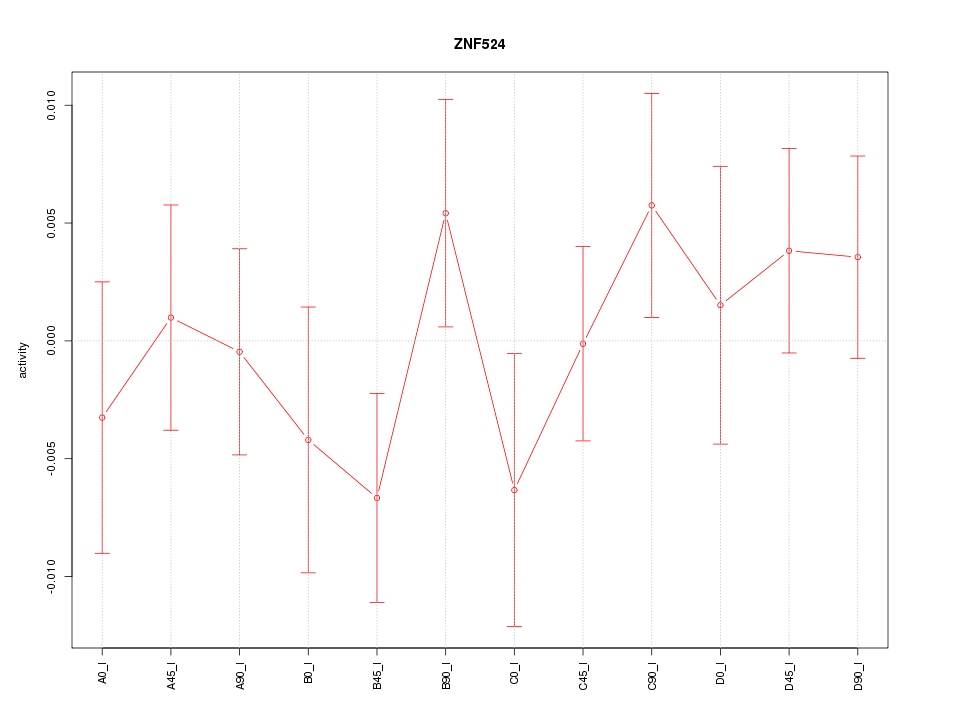 ZNF524
activity
0.010
0.005
0.000
-0.005
-0.010
A0_I
A45_I
A90_I
B0_I
B45_I
B90_I
C0_I
C45_I
C90_I
D0_I
D45_I
D90_I